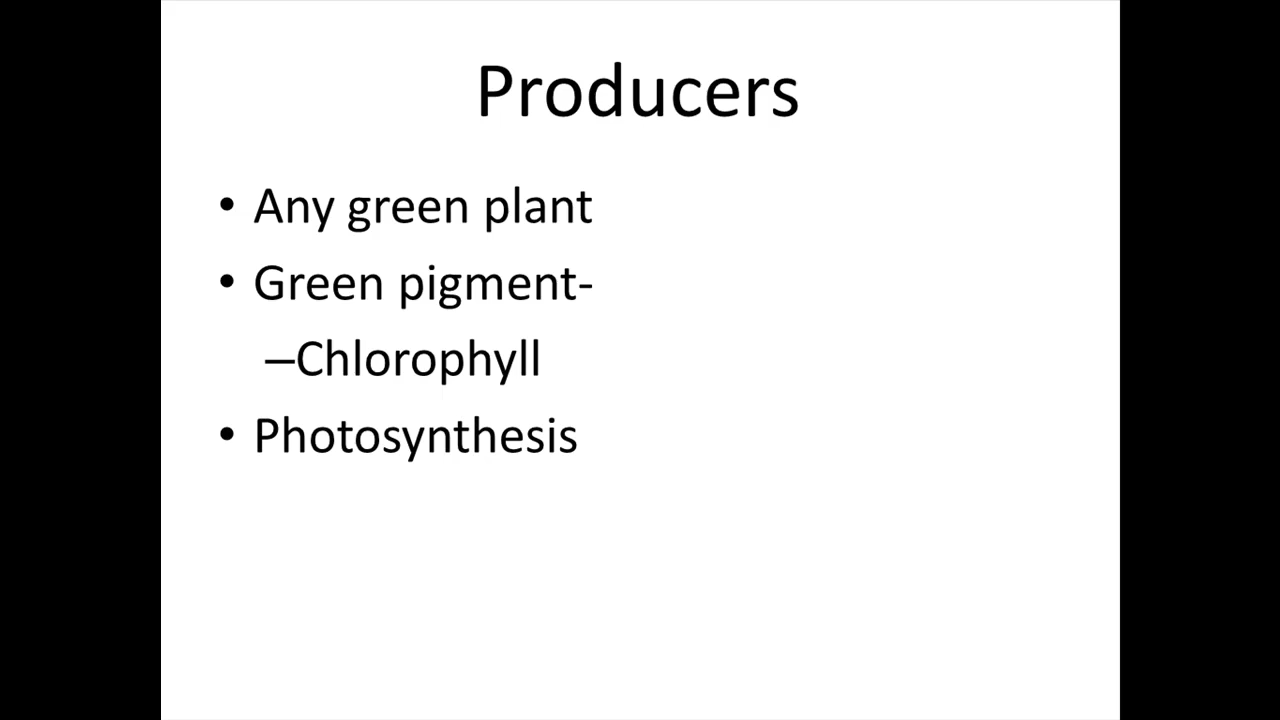 Producers
• Any green plant
• Green pigment-
–Chlorophyll
• Photosynthesis